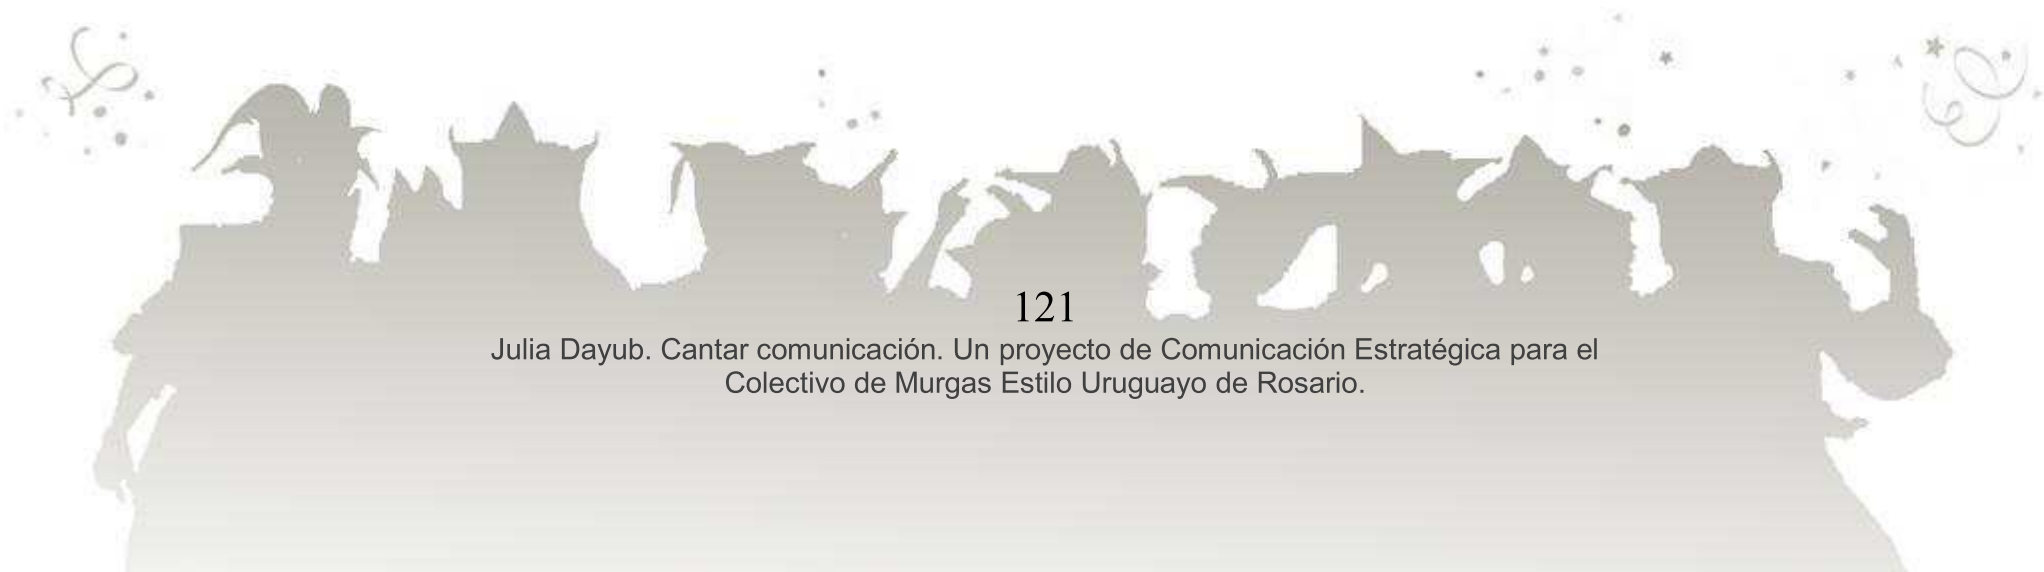 121
Julia Dayub. Cantar comunicación. Un proyecto de Comunicación Estratégica para el
Colectivo de Murgas Estilo Uruguayo de Rosario.